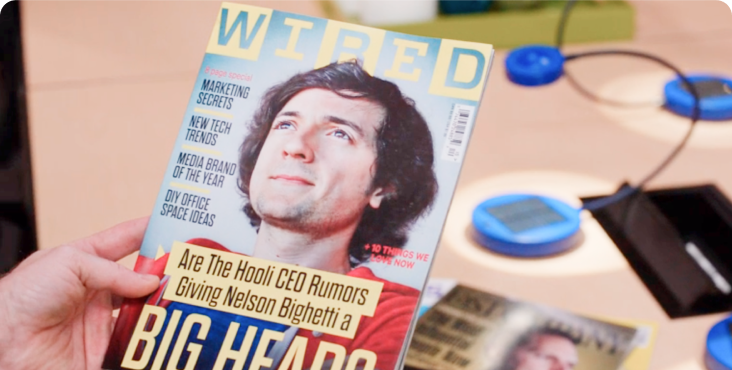 WIRED
MARKETING
SECRETS
NEW TECH
TRENDS
MEDIA BRAND
OF THE YEAR
DIY OFFICE
SPACE IDEAS
+ 10 THINGS WE
LOVE NOW
Are The Hooli CEO Rumors
Giving Nelson Bighetti a
BIG HEAD?